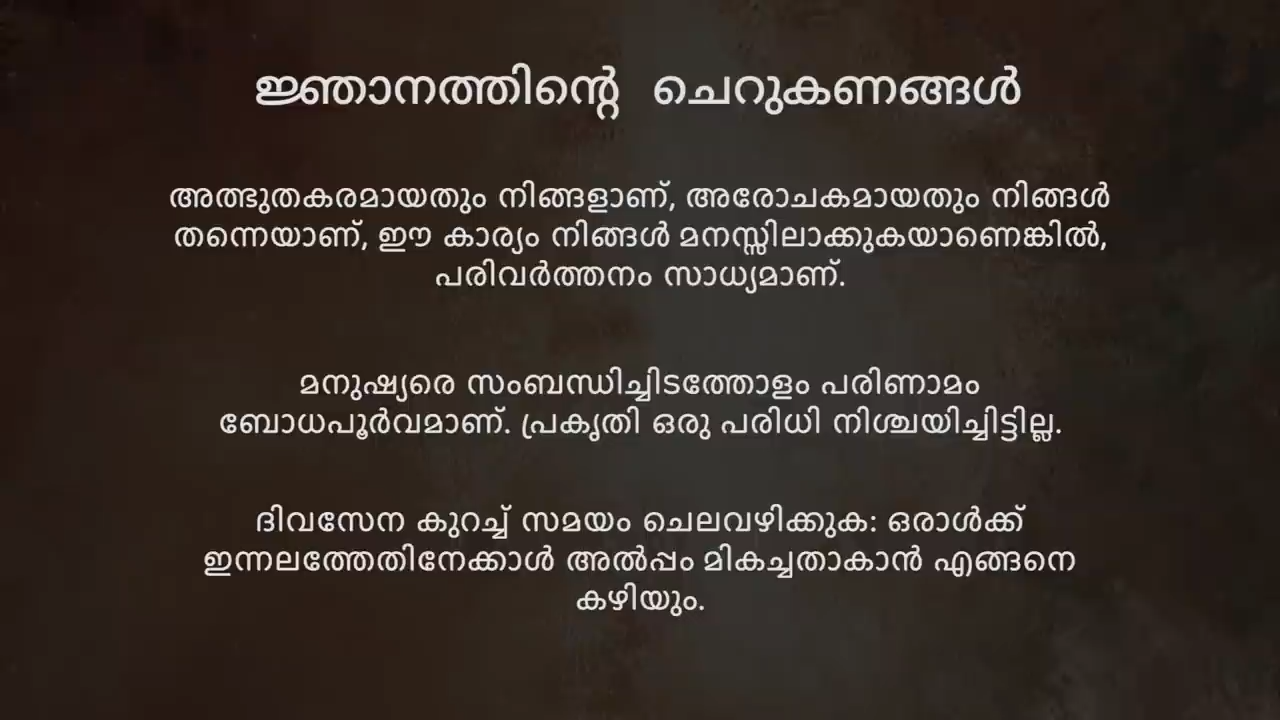 ജ്ഞാനത്തിന്റെ ചെറുകണങ്ങൾ
അത്ഭുതകരമായതും നിങ്ങളാണ്, അരോചകമായതും നിങ്ങൾ
തന്നെയാണ്, ഈ കാര്യം നിങ്ങൾ മനസ്സിലാക്കുകയാണെങ്കിൽ,
പരിവർത്തനം സാധ്യമാണ്.
മനുഷ്യരെ സംബന്ധിച്ചിടത്തോളം പരിണാമം
ബോധപൂർവമാണ്. പ്രകൃതി ഒരു പരിധി നിശ്ചയിച്ചിട്ടില്ല.
ദിവസേന കുറച്ച് സമയം ചെലവഴിക്കുക: ഒരാൾക്ക്
ഇന്നലത്തേതിനേക്കാൾ അൽപ്പം മികച്ചതാകാൻ എങ്ങനെ
കഴിയും.